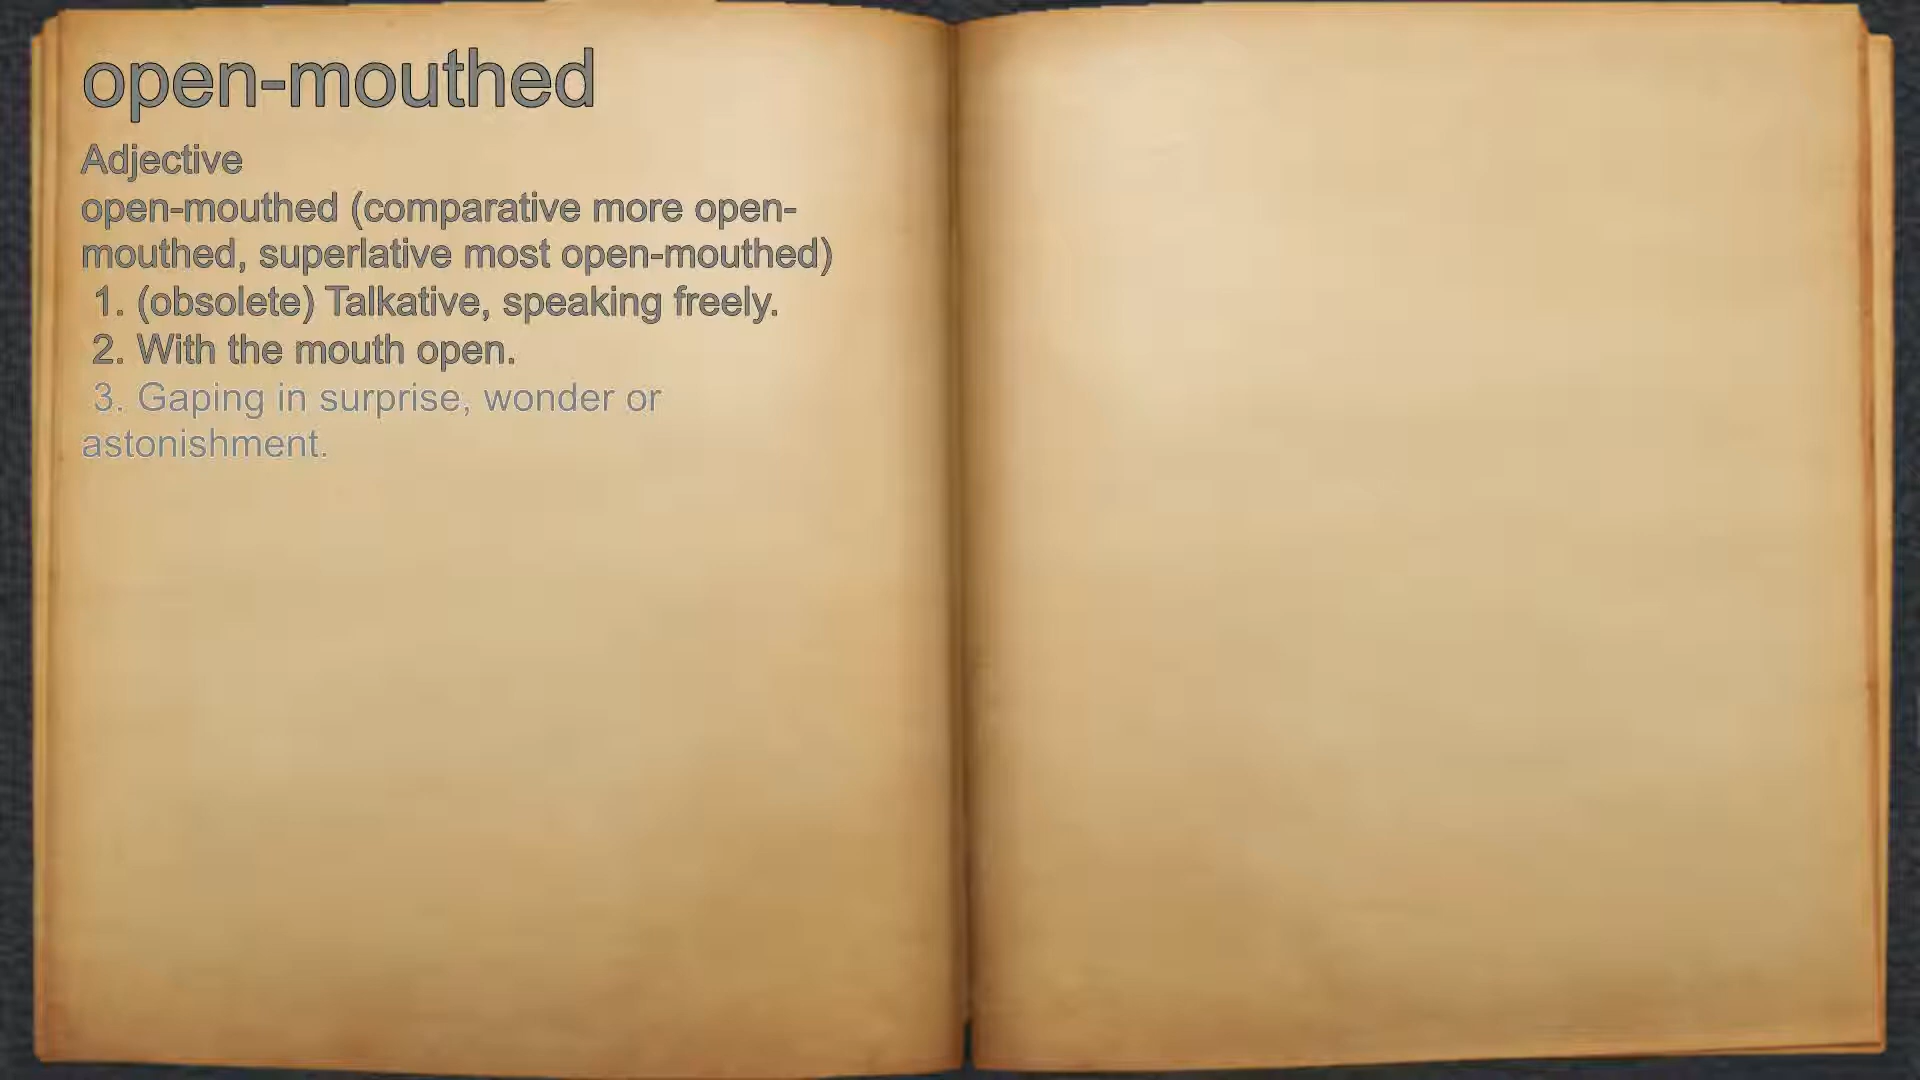 open-mouthed
Adjective
open-mouthed (comparative more open-
mouthed, superlative most open-mouthed)
1. (obsolete) Talkative, speaking freely.
2. With the mouth open.
3. Gaping in surprise, wonder or
astonishment.